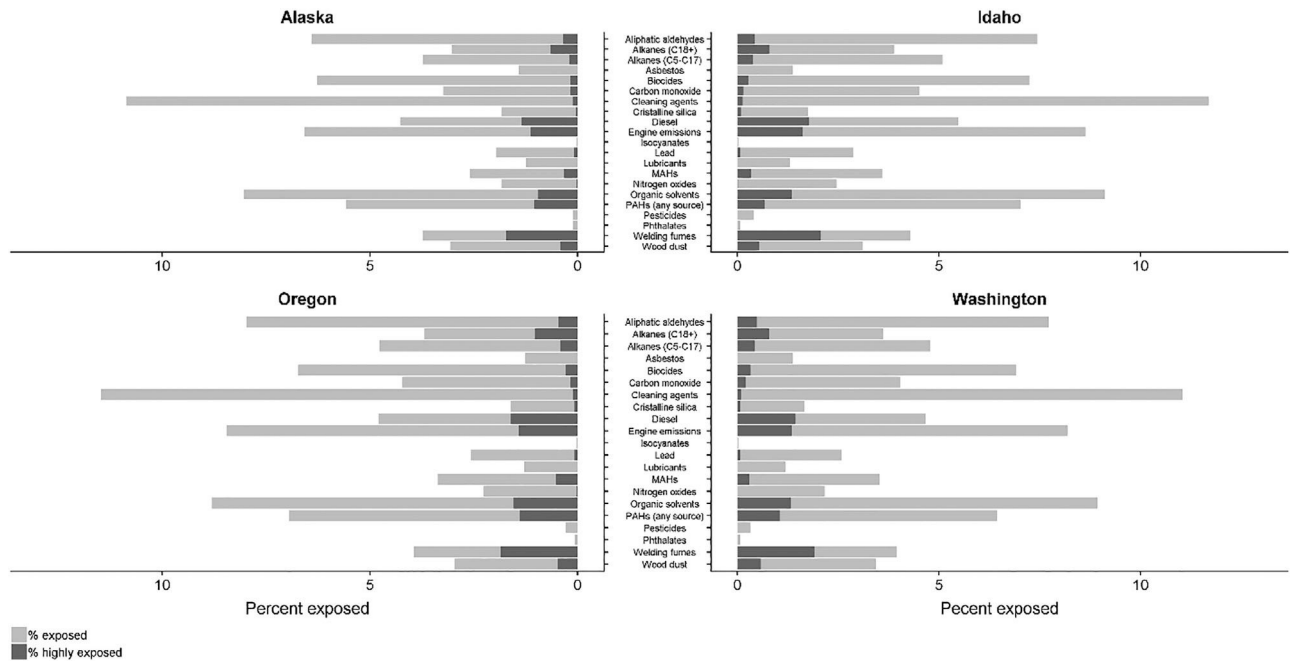 Alaska
Idaho
Aliphatic aldehydes
Alkanes (C18+)
Alkanes (C5-C17)
Asbestos
Biocides
Carbon monoxide
Cleaning agents
Cristalline silica
Diesel
Engine emissions
Isocyanates
Lead
Lubricants
MAHs
Nitrogen oxides
Organic solvents
PAHs (any source)
Pesticides
Phthalates
Welding fumes
Wood dust
10 5 0
0 5 10
Oregon
Washington
Aliphatic aldehydes
Alkanes (C18+)
Alkanes (C5-C17)
Asbestos
Biocides
Carbon monoxide
Cleaning agents
Cristalline silica
Diesel
Engine emissions
Isocyanates
Lead
Lubricants
MAHs
Nitrogen oxides
Organic solvents
PAHs (any source)
Pesticides
Phthalates
Welding fumes
Wood dust
10 5 0
0 5 10
Percent exposed
Pecent exposed
% exposed
% highly exposed